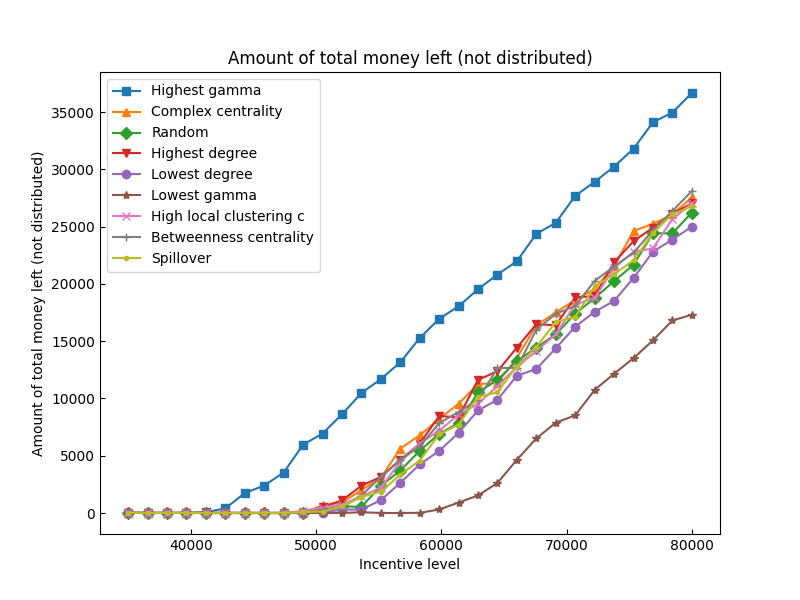 Amount of total money left (not distributed)
Highest gamma
Complex centrality
Random
Highest degree
Lowest degree
Lowest gamma
High local clustering c
Betweenness centrality
Spillover
Amount of total money left (not distributed)
35000
30000
25000
20000
15000
10000
5000
0
40000 50000 60000 70000 80000
Incentive level